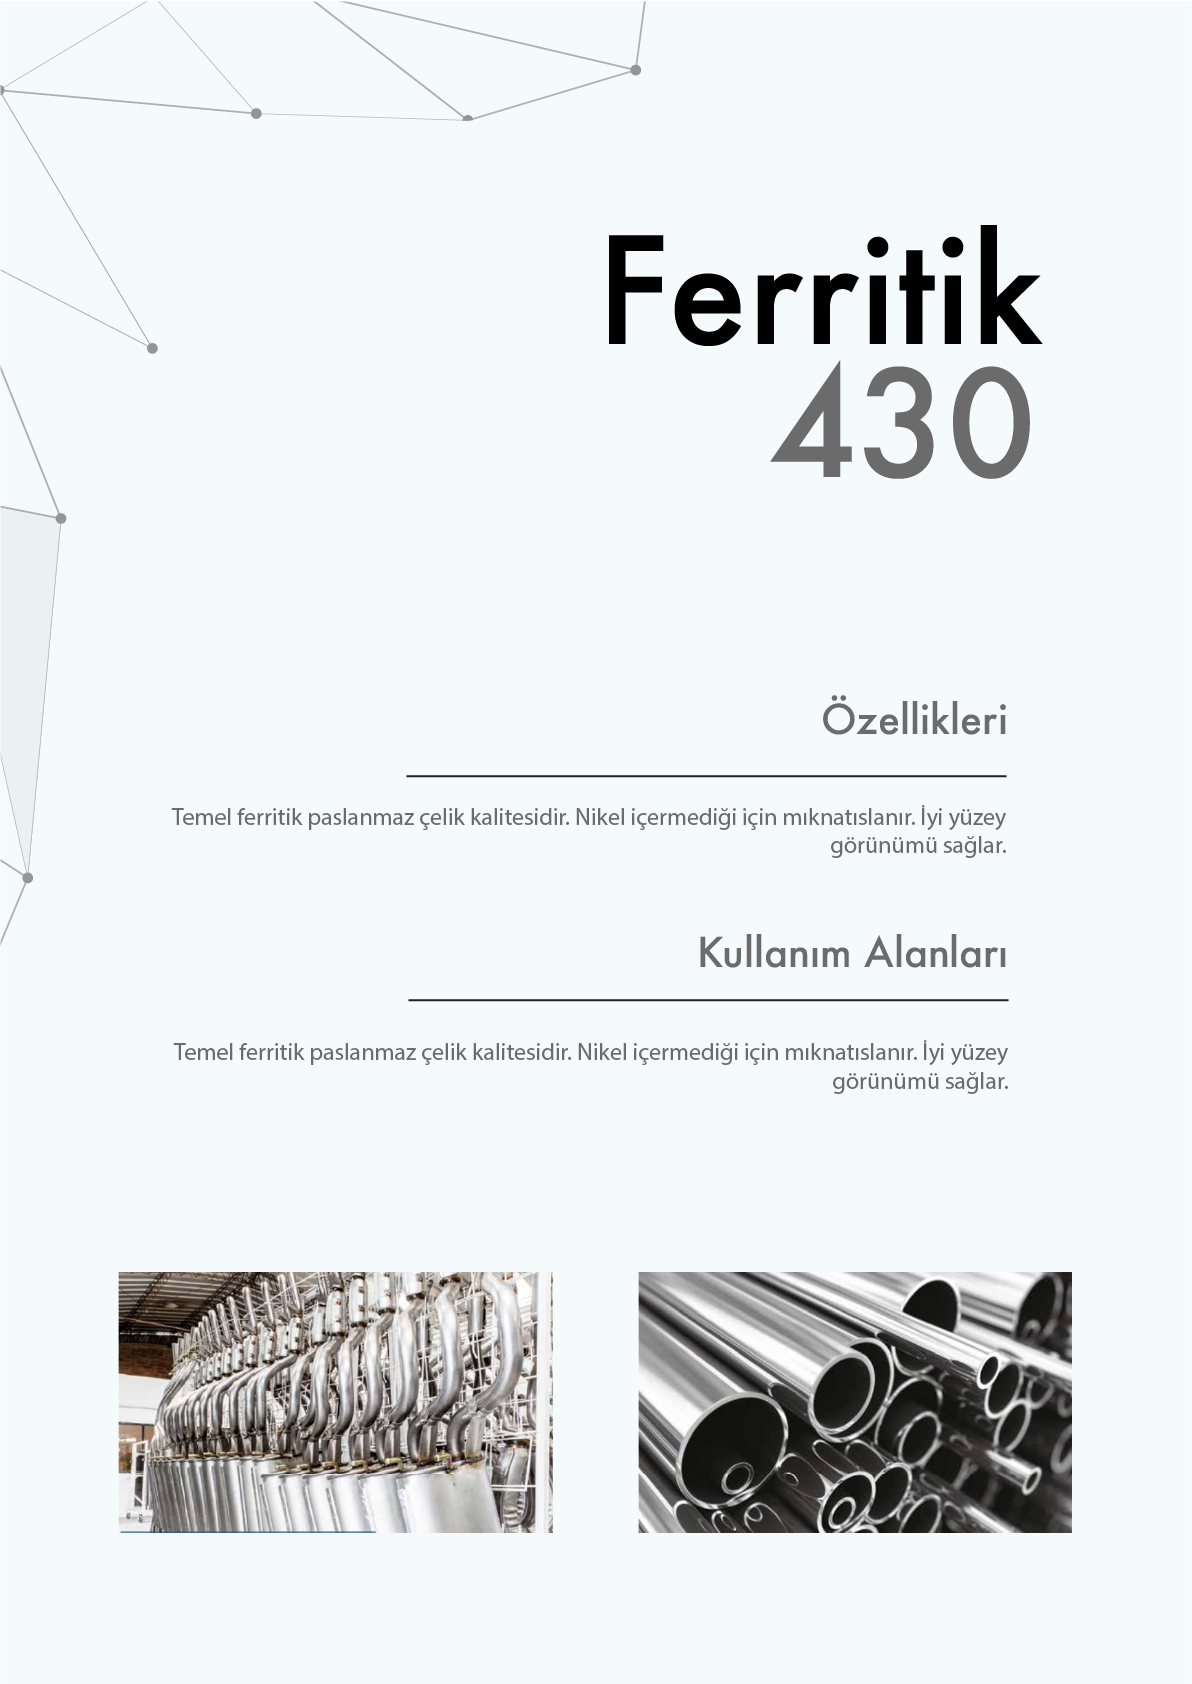 Ferritik
430
Özellikleri
Temel ferritik paslanmaz çelik kalitesidir. Nikel içermediği için mıknatıslanır. İyi yüzey
görünümü sağlar.
Kullanım Alanları
Temel ferritik paslanmaz çelik kalitesidir. Nikel içermediği için mıknatıslanır. İyi yüzey
görünümü sağlar.